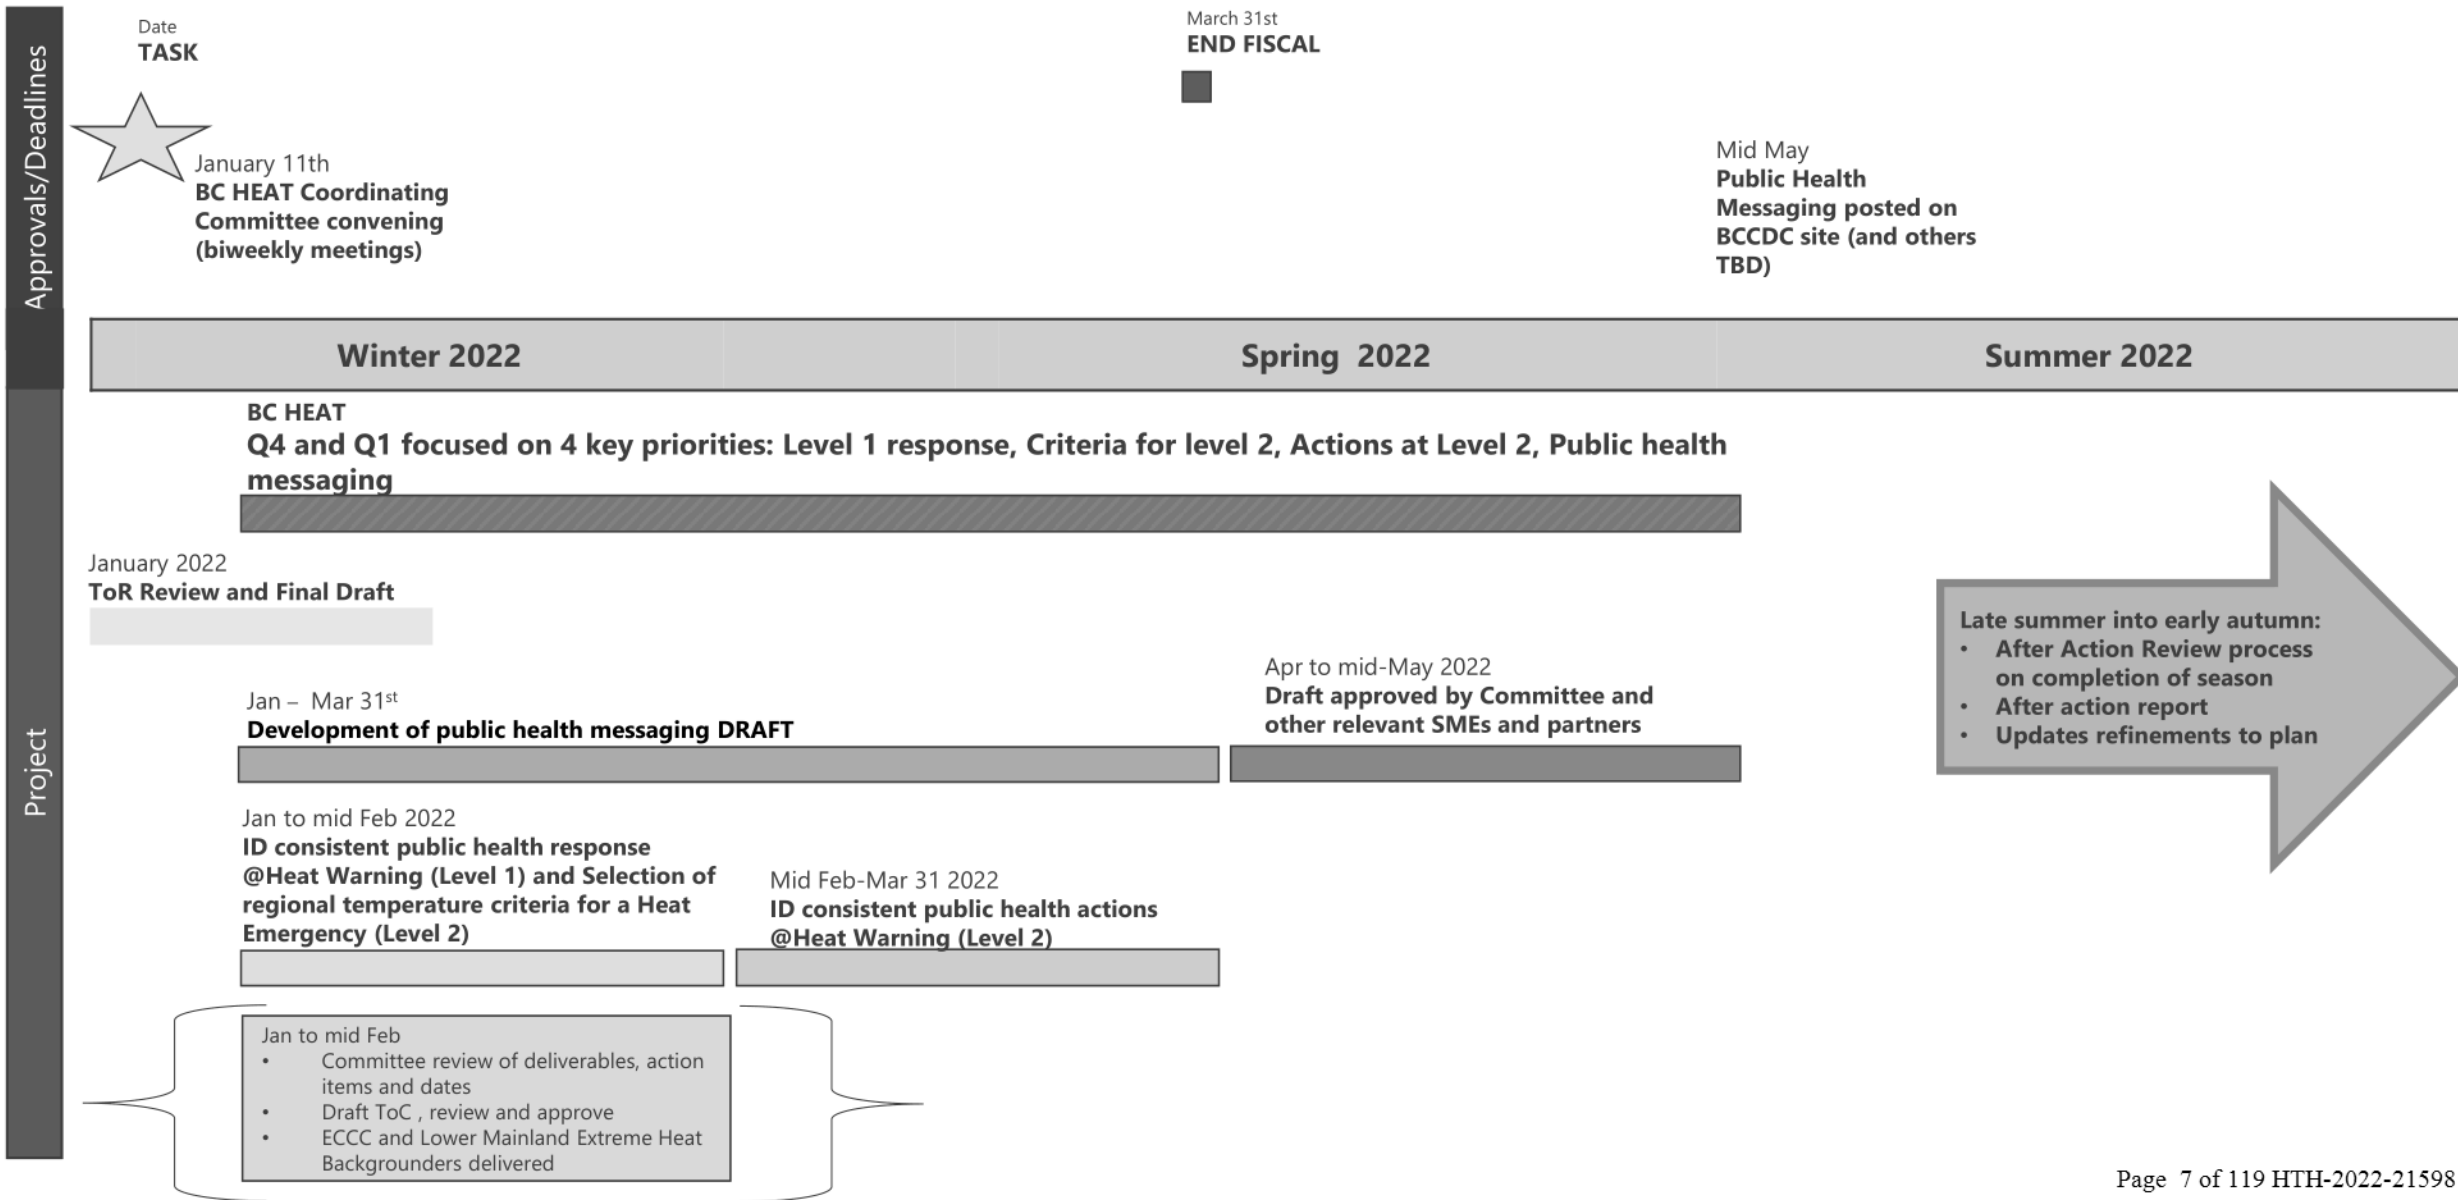 Approvals/Deadlines
Date
TASK
March 31st
END FISCAL
January 11th
BC HEAT Coordinating
Committee convening
(biweekly meetings)
Mid May
Public Health
Messaging posted on
BCCDC site (and others
TBD)
Winter 2022
Spring 2022
Summer 2022
Project
BC HEAT
Q4 and Q1 focused on 4 key priorities: Level 1 response, Criteria for level 2, Actions at Level 2, Public health
messaging
January 2022
ToR Review and Final Draft
Jan – Mar 31st
Development of public health messaging DRAFT
Apr to mid-May 2022
Draft approved by Committee and
other relevant SMEs and partners
Late summer into early autumn:
• After Action Review process
on completion of season
• After action report
• Updates refinements to plan
Jan to mid Feb 2022
ID consistent public health response
@Heat Warning (Level 1) and Selection of
regional temperature criteria for a Heat
Emergency (Level 2)
Mid Feb-Mar 31 2022
ID consistent public health actions
@Heat Warning (Level 2)
Jan to mid Feb
• Committee review of deliverables, action
items and dates
• Draft ToC , review and approve
• ECCC and Lower Mainland Extreme Heat
Backgrounders delivered
Page 7 of 119 HTH-2022-21598